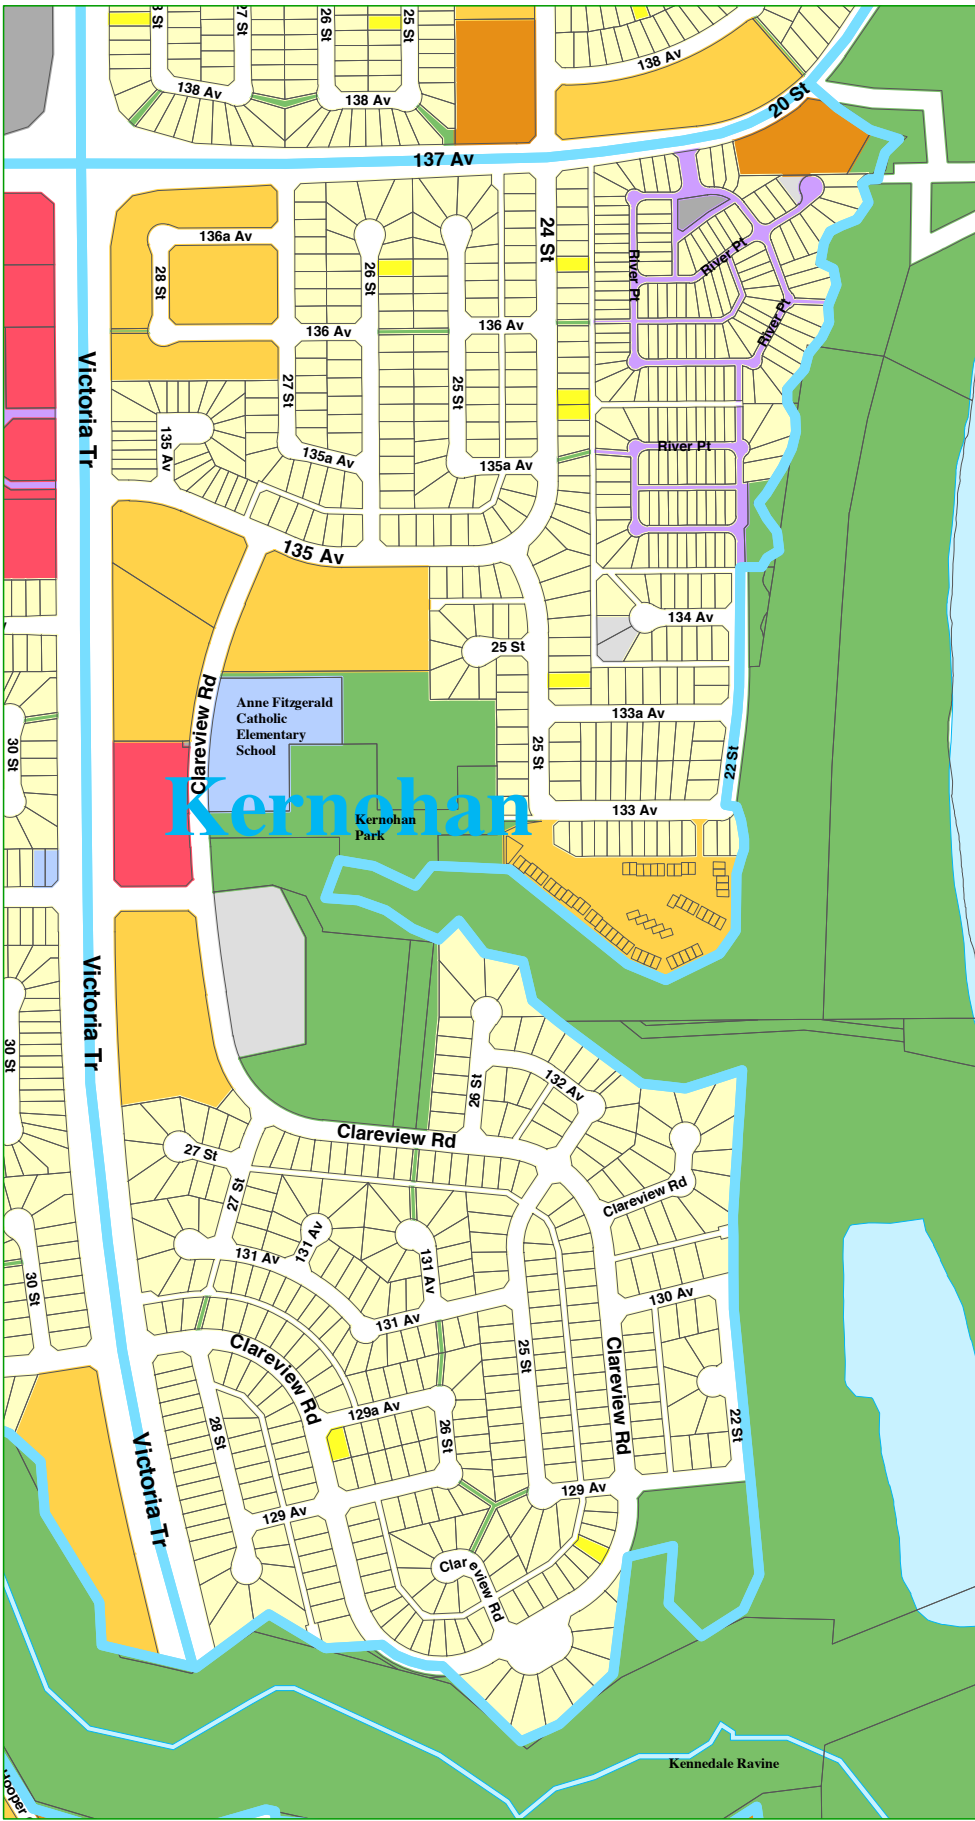 27 St
26 St
25 St
138 Av
138 Av
138 Av
20 St
137 Av
136a Av
24 St
28 St
26 St
River Pt
River Pt
136 Av
136 Av
River Pt
Victoria Tr
27 St
25 St
135 Av
135a Av
135a Av
River Pt
135 Av
134 Av
25 St
Clareview Rd
Anne Fitzgerald
Catholic
Elementary
School
133a Av
30 St
25 St
22 St
Kernohan
Kernohan
Park
133 Av
Victoria Tr
30 St
26 St
132 Av
Clareview Rd
27 St
27 St
Clareview Rd
131 Av
131 Av
131 Av
30 St
130 Av
131 Av
Clareview Rd
25 St
Clareview Rd
129a Av
28 St
26 St
22 St
Victoria Tr
129 Av
129 Av
Clareview Rd
Kennedale Ravine
Hooper